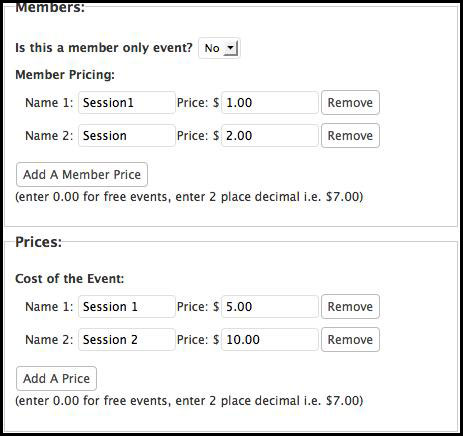 Members:
Is this a member only event? No
Member Pricing:
Name 1: Session1 Price: $ 1.00 Remove
Name 2: Session Price: $ 2.00 Remove
Add A Member Price
(enter 0.00 for free events, enter 2 place decimal i.e. $7.00)
Prices:
Cost of the Event:
Name 1: Session 1 Price: $ 5.00 Remove
Name 2: Session 2 Price: $ 10.00 Remove
Add A Price
(enter 0.00 for free events, enter 2 place decimal i.e. $7.00)